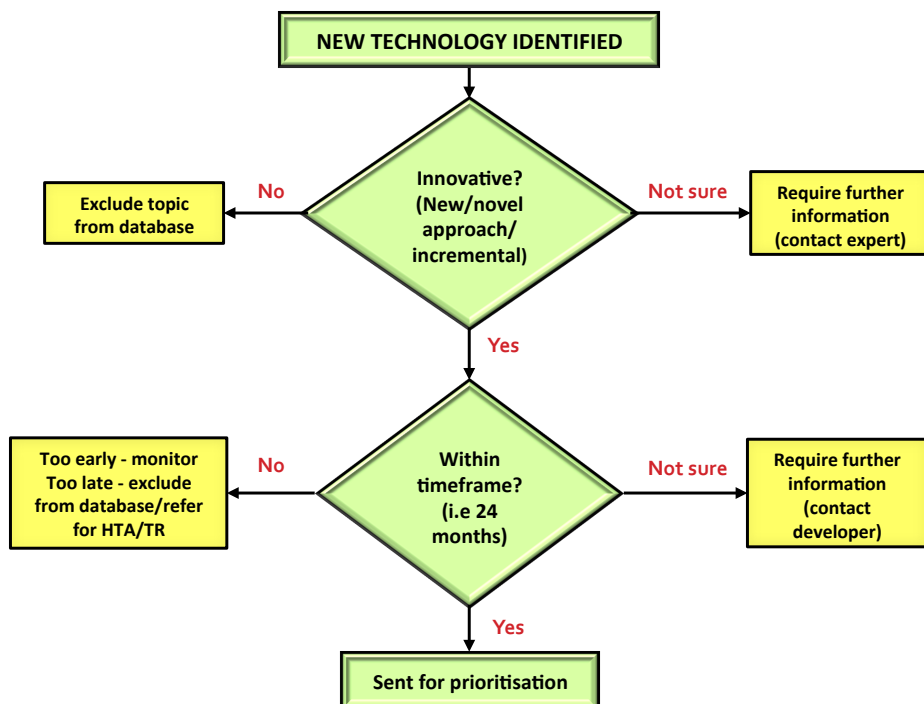 NEW TECHNOLOGY IDENTIFIED
Innovative?
(New/novel
approach/
incremental)
No
Exclude topic
from database
Not sure
Require further
information
(contact expert)
Yes
Within
timeframe?
(i.e 24
months)
No
Too early - monitor
Too late - exclude
from database/refer
for HTA/TR
Not sure
Require further
information
(contact
developer)
Yes
Sent for prioritisation